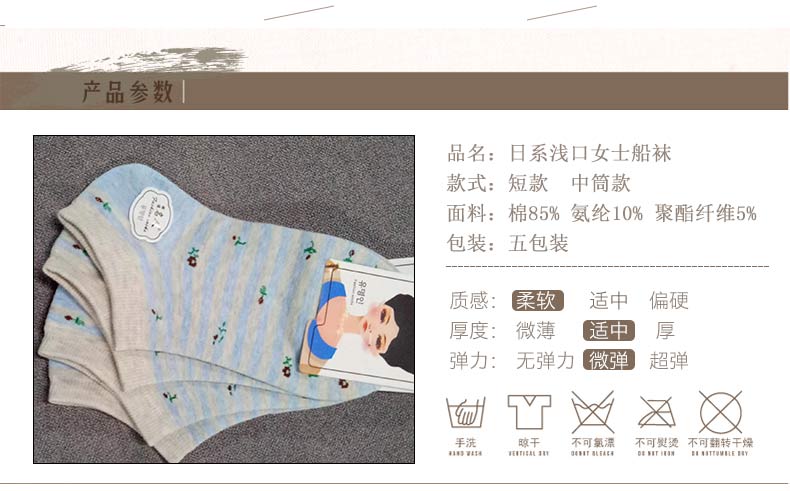 产品参数
品名：日系浅口女士船袜
款式：短款 中筒款
面料：棉85% 氨纶10% 聚酯纤维5%
包装：五包装
质感： 柔软 适中 偏硬
厚度： 微薄 适中 厚
弹力： 无弹力 微弹 超弹
手洗 晾干 不可氯漂 不可熨烫 不可翻转干燥
HAND WASH VERTICAL DRY DONOT BLEACH DO NOT IRON DO NOTTUMBLE DRY
유명인